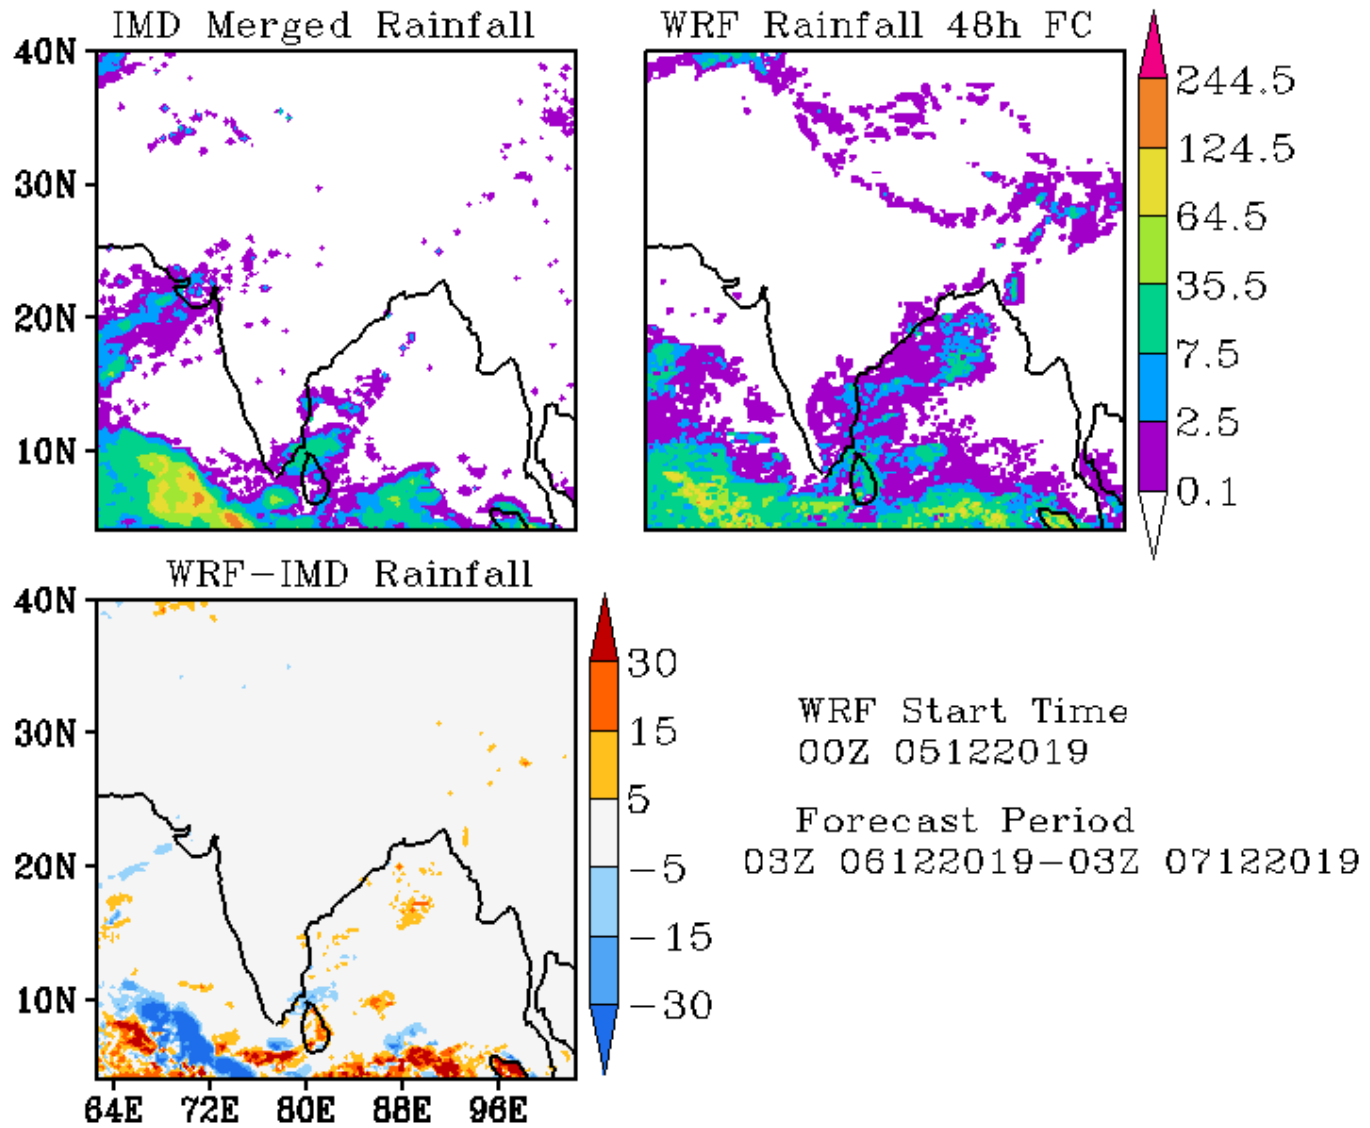 IMD Merged Rainfall
WRF Rainfall 48h FC
40N
30N
20N
10N
244.5
124.5
64.5
35.5
7.5
2.5
0.1
WRF-IMD Rainfall
40N
30N
20N
10N
64E 72E 80E 88E 96E
30
15
5
-5
-15
-30
WRF Start Time
00Z 05122019
Forecast Period
03Z 06122019-03Z 07122019